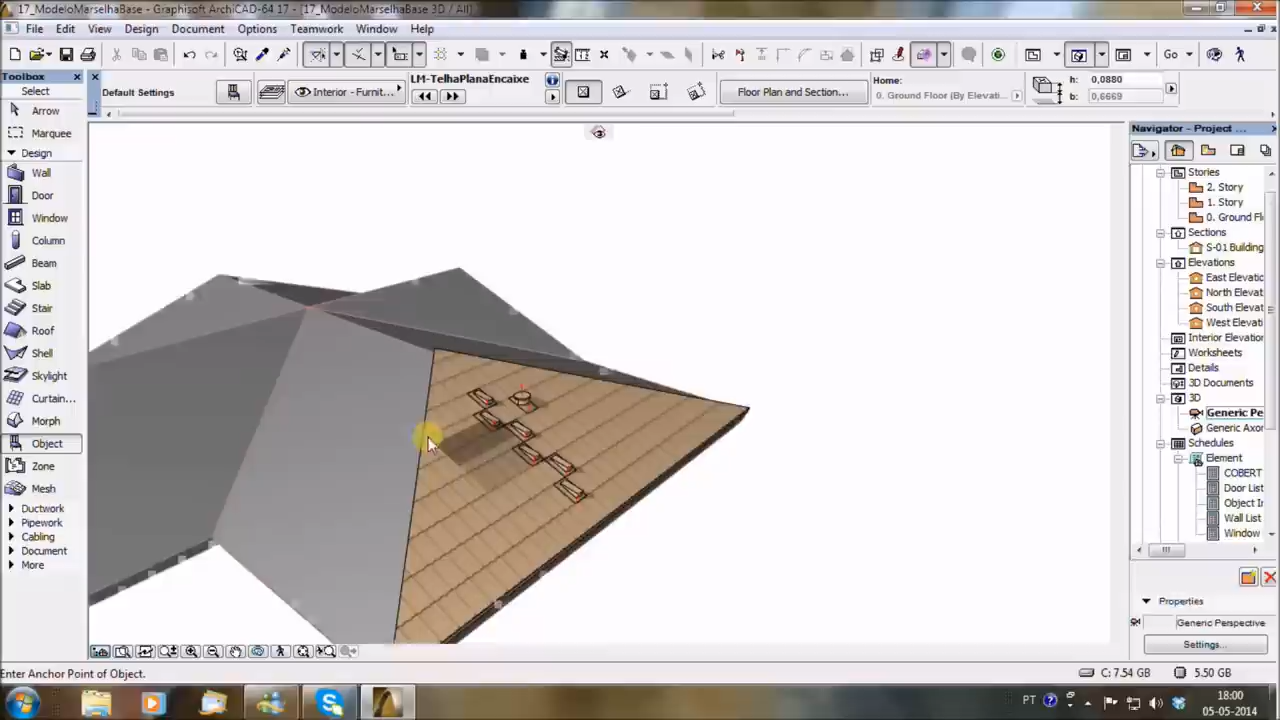 17_ModeloMarselhaBase - Graphisoft ArchiCAD-64 17 - [17_ModeloMarselhaBase 3D / All]
File Edit View Design Document Options Teamwork Window Help
Go
Toolbox
Select
Arrow
Marquee
Design
Wall
Door
Window
Column
Beam
Slab
Stair
Roof
Shell
Skylight
Curtain...
Morph
Object
Zone
Mesh
Ductwork
Pipework
Cabling
Document
More
Default Settings
Interior - Furnit...
LM-TelhaPlanaEncaixe
Floor Plan and Section...
Home:
0. Ground Floor (By Elevati...
h: 0,0880
b: 0,6669
Navigator - Project ...
Stories
2. Story
1. Story
0. Ground Fl
Sections
S-01 Building
Elevations
East Elevatio
North Elevat
South Elevat
West Elevati
Interior Elevation
Worksheets
Details
3D Documents
3D
Generic Pe
Generic Axon
Schedules
Element
COBERT
Door List
Object In
Wall List
Window
Properties
Generic Perspective
Settings...
Enter Anchor Point of Object.
C: 7.54 GB
5.50 GB
PT
18:00
05-05-2014